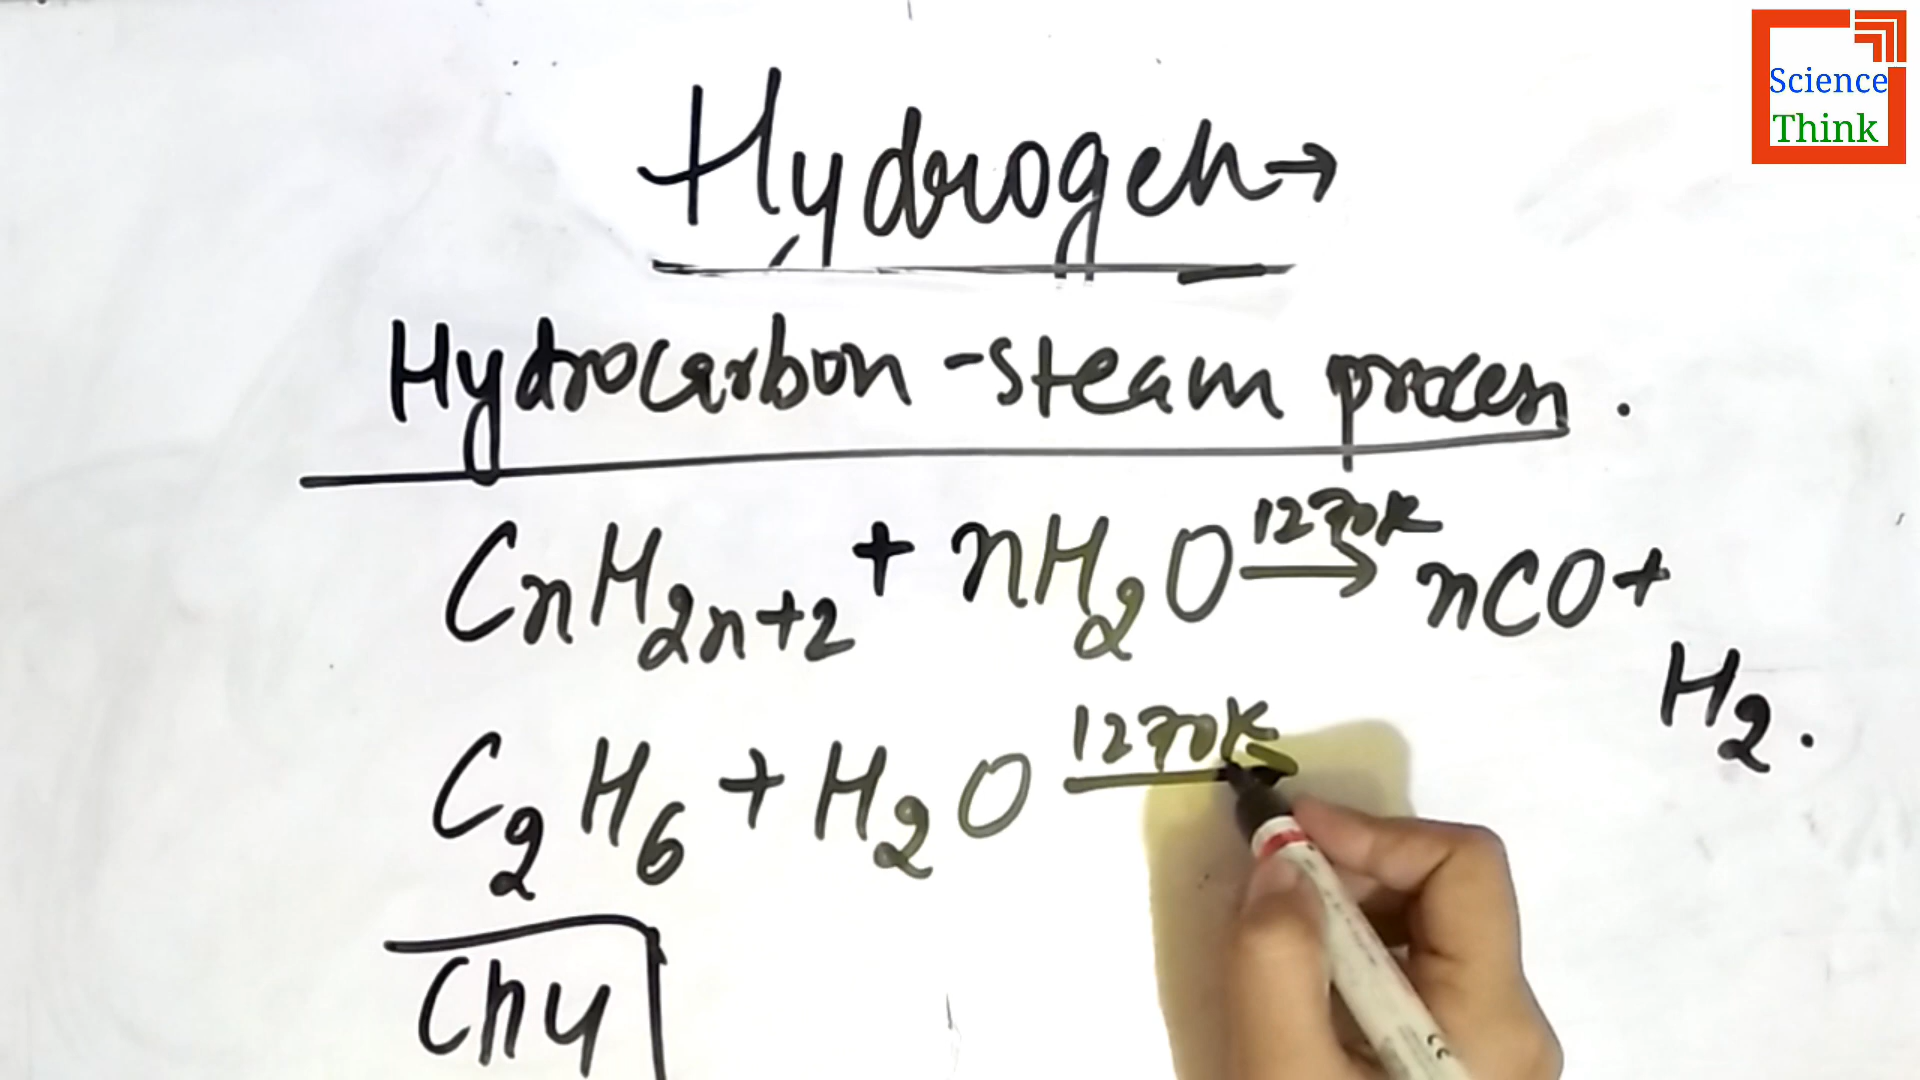 Science
Think
Hydrogen→
Hydrocarbon-steam process.
CnH2n+2 + nH2O 1270K → nCO +
H2.
C2H6 + H2O 1270K
CH4